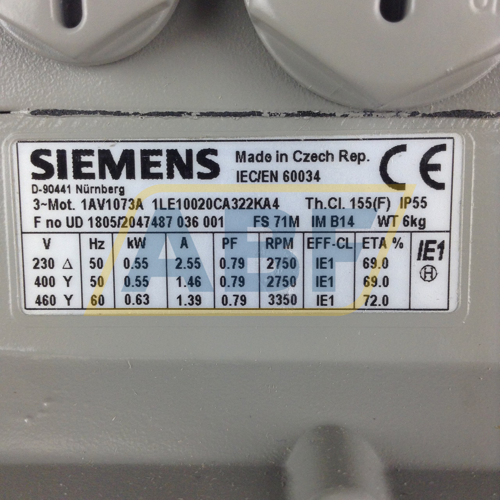 SIEMENS Made in Czech Rep. CE
D-90441 Nürnberg IEC/EN 60034
3~Mot. 1AV1073A 1LE10020CA322KA4 Th.Cl. 155(F) IP55
F no UD 1805/2047487 036 001 FS 71M IM B14 WT 6kg
V Hz kW A PF RPM EFF-CL ETA % IE1
230 Δ 50 0.55 2.55 0.79 2750 IE1 69.0
400 Y 50 0.55 1.46 0.79 2750 IE1 69.0
460 Y 60 0.63 1.39 0.79 3350 IE1 72.0
H
ABF